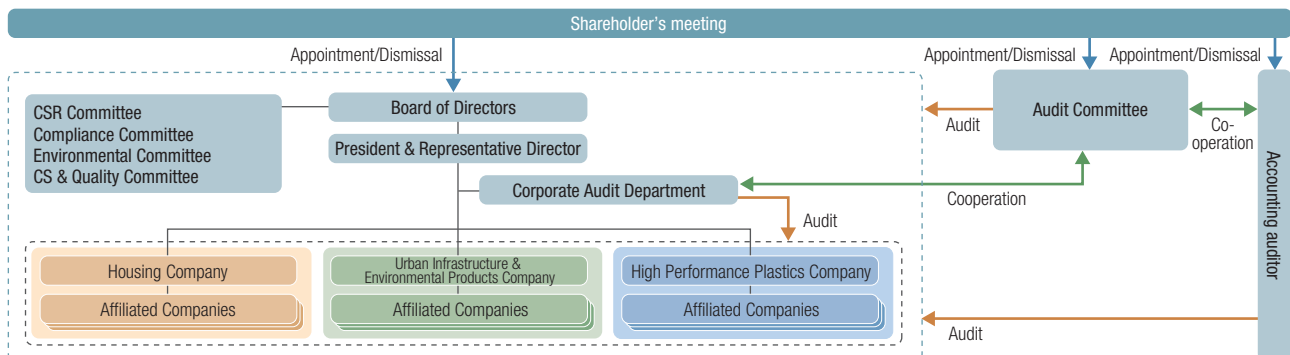 Shareholder's meeting
Appointment/Dismissal
Appointment/Dismissal
Appointment/Dismissal
CSR Committee
Compliance Committee
Environmental Committee
CS & Quality Committee
Board of Directors
President & Representative Director
Corporate Audit Department
Audit
Audit Committee
Audit
Co-
operation
Cooperation
Accounting auditor
Housing Company
Affiliated Companies
Urban Infrastructure &
Environmental Products Company
Affiliated Companies
High Performance Plastics Company
Affiliated Companies
Audit